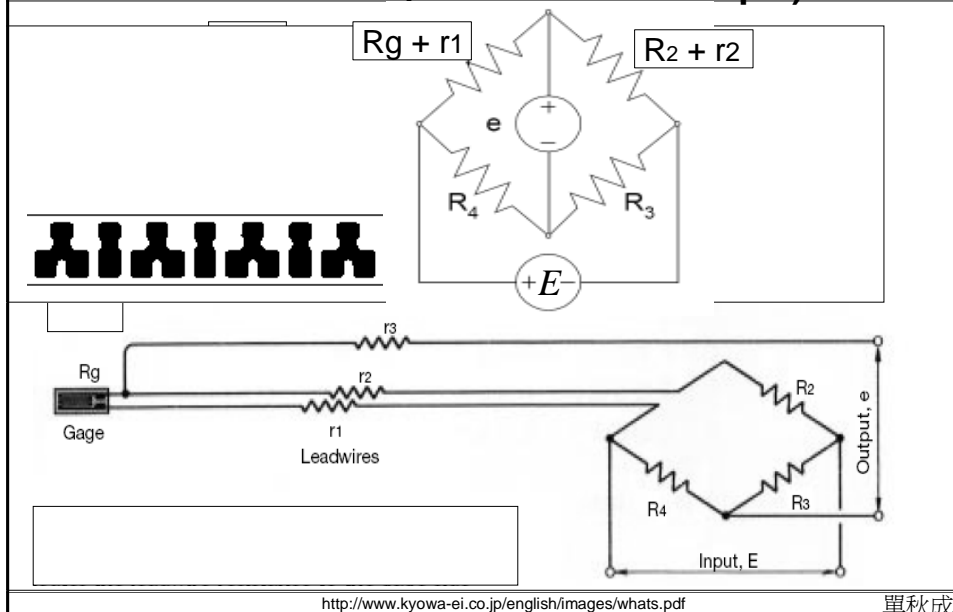 Rg + r1
R2 + r2
+
e
−
R4
R3
+E−
r3
Rg
r2
R2
r1
Gage
Leadwires
R4
R3
Output, e
Input, E
http://www.kyowa-ei.co.jp/english/images/whats.pdf
單秋成